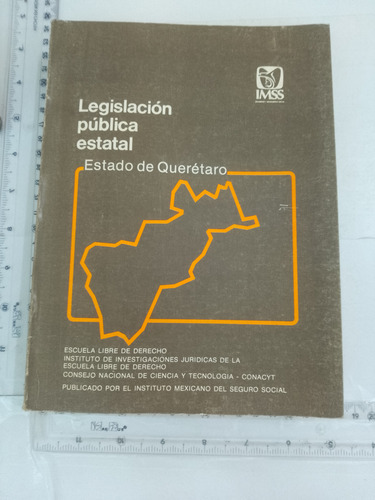 IMSS
Legislación
pública
estatal
Estado de Querétaro
ESCUELA LIBRE DE DERECHO
INSTITUTO DE INVESTIGACIONES JURIDICAS DE LA
ESCUELA LIBRE DE DERECHO
CONSEJO NACIONAL DE CIENCIA Y TECNOLOGIA - CONACYT
PUBLICADO POR EL INSTITUTO MEXICANO DEL SEGURO SOCIAL